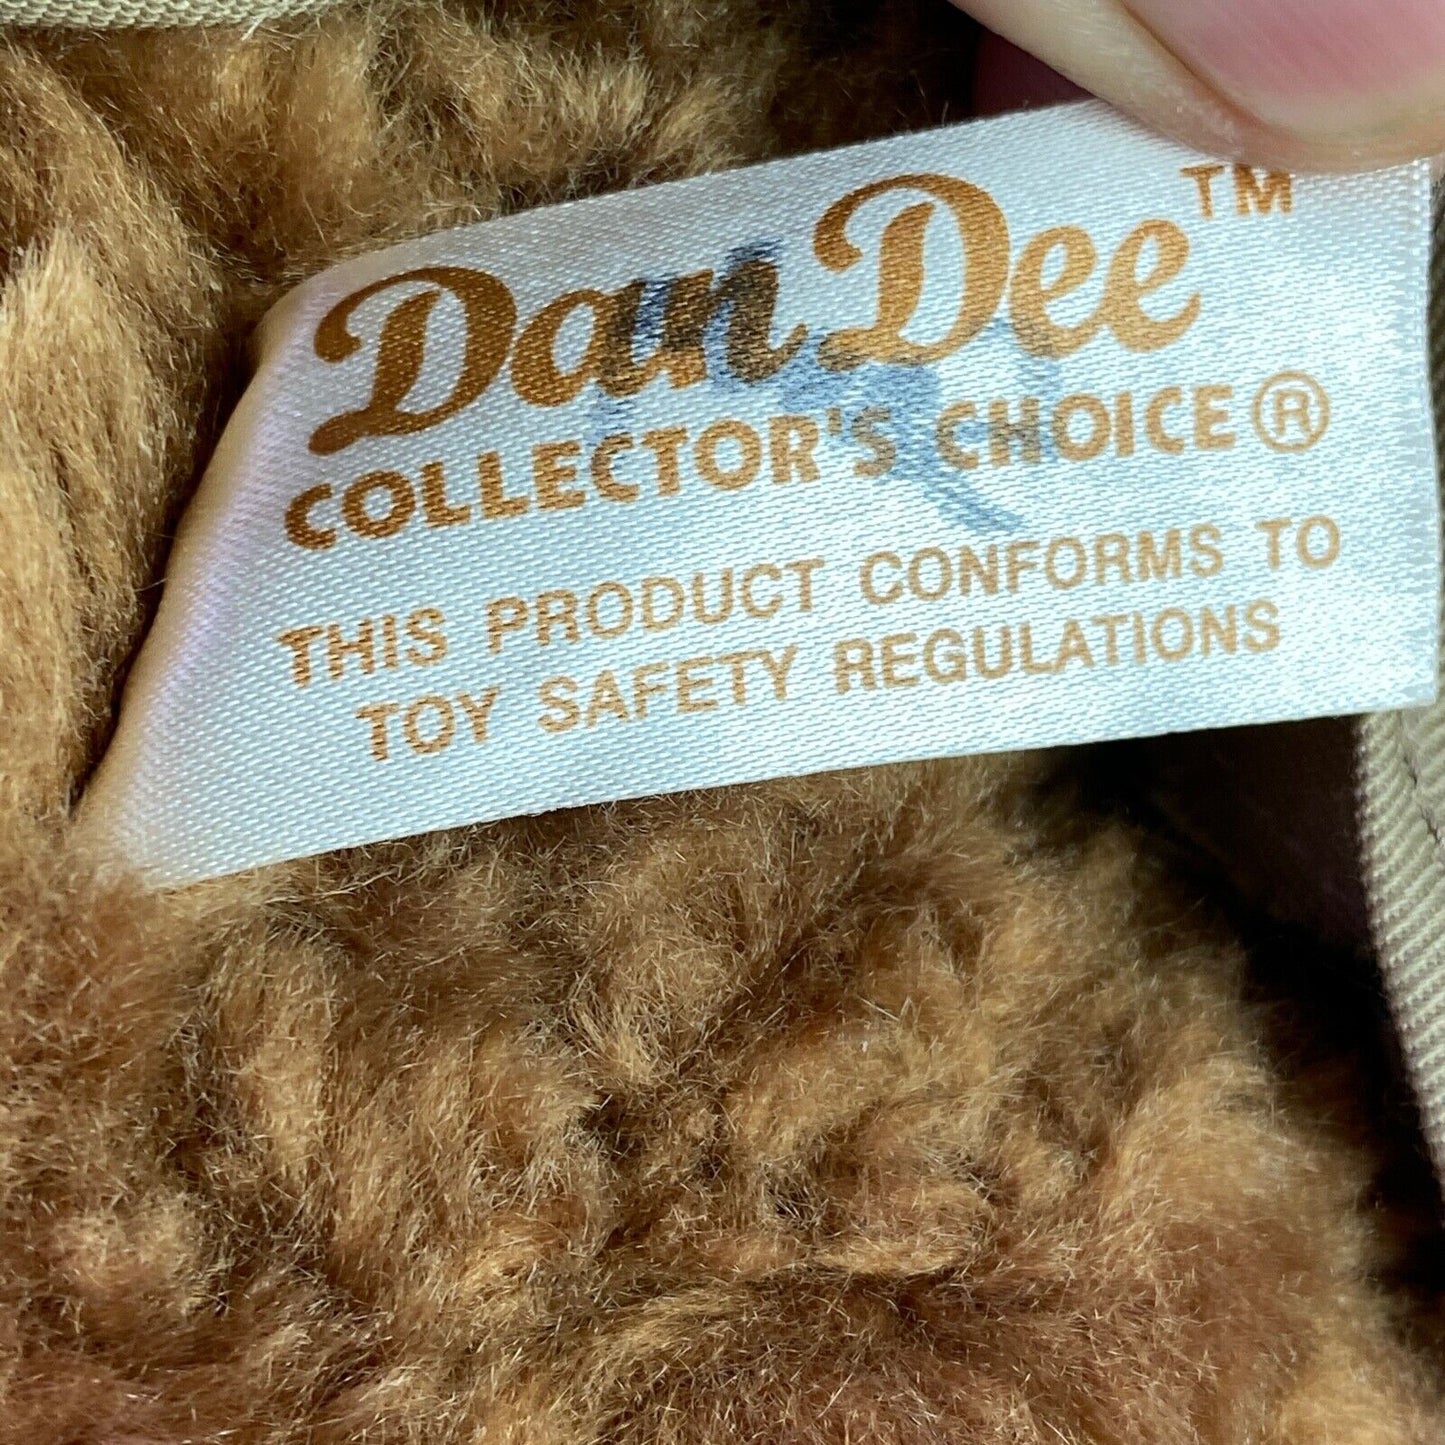 Dan Dee™
COLLECTOR'S CHOICE®
THIS PRODUCT CONFORMS TO
TOY SAFETY REGULATIONS